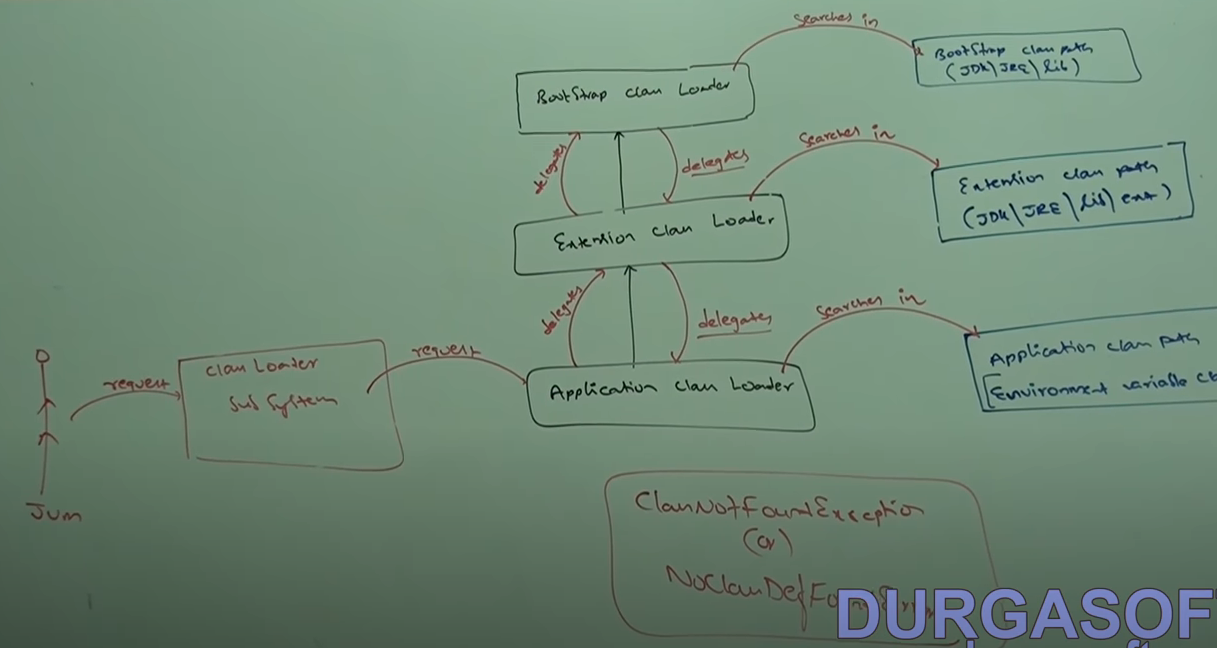 searches in
BootStrap class path
(JDK\JRE\lib)
BootStrap class Loader
delegates
delegates
searches in
Extension class path
(JDK\JRE\lib\ext)
Extension class Loader
delegates
delegates
searches in
Application class path
[Environment variable
request
class Loader
sub system
request
Application class Loader
JVM
ClassNotFoundException
(or)
NoClassDefFound
DURGASOF